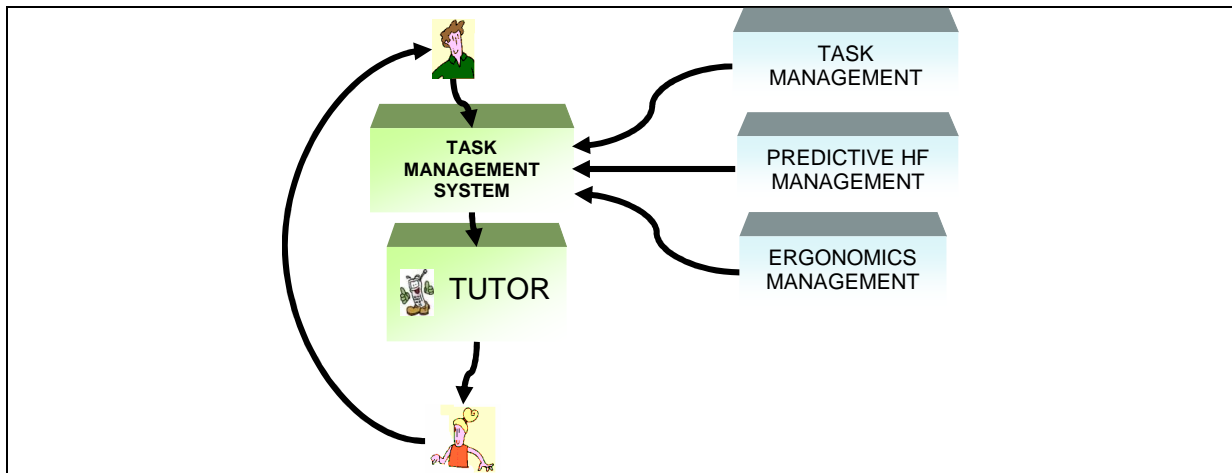 TASK
MANAGEMENT
SYSTEM
TUTOR
TASK
MANAGEMENT
PREDICTIVE HF
MANAGEMENT
ERGONOMICS
MANAGEMENT